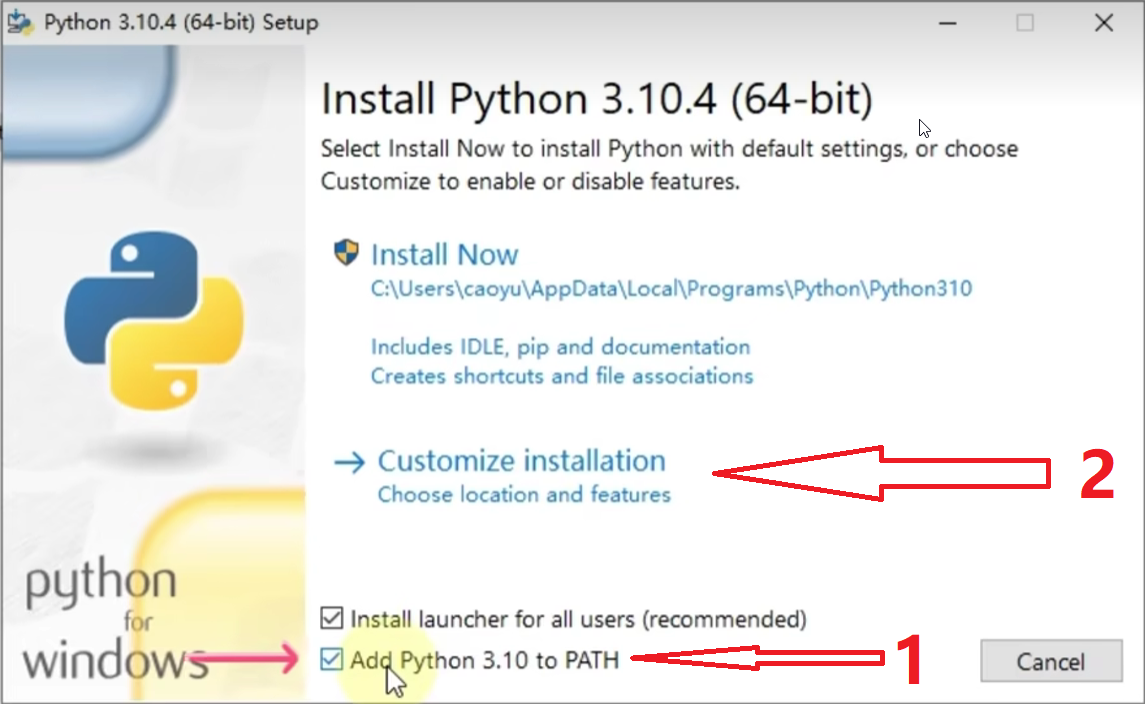 Python 3.10.4 (64-bit) Setup
Install Python 3.10.4 (64-bit)
Select Install Now to install Python with default settings, or choose
Customize to enable or disable features.
Install Now
C:\Users\caoyu\AppData\Local\Programs\Python\Python310
Includes IDLE, pip and documentation
Creates shortcuts and file associations
Customize installation
2
Choose location and features
python
for
windows
Install launcher for all users (recommended)
Add Python 3.10 to PATH
1
Cancel